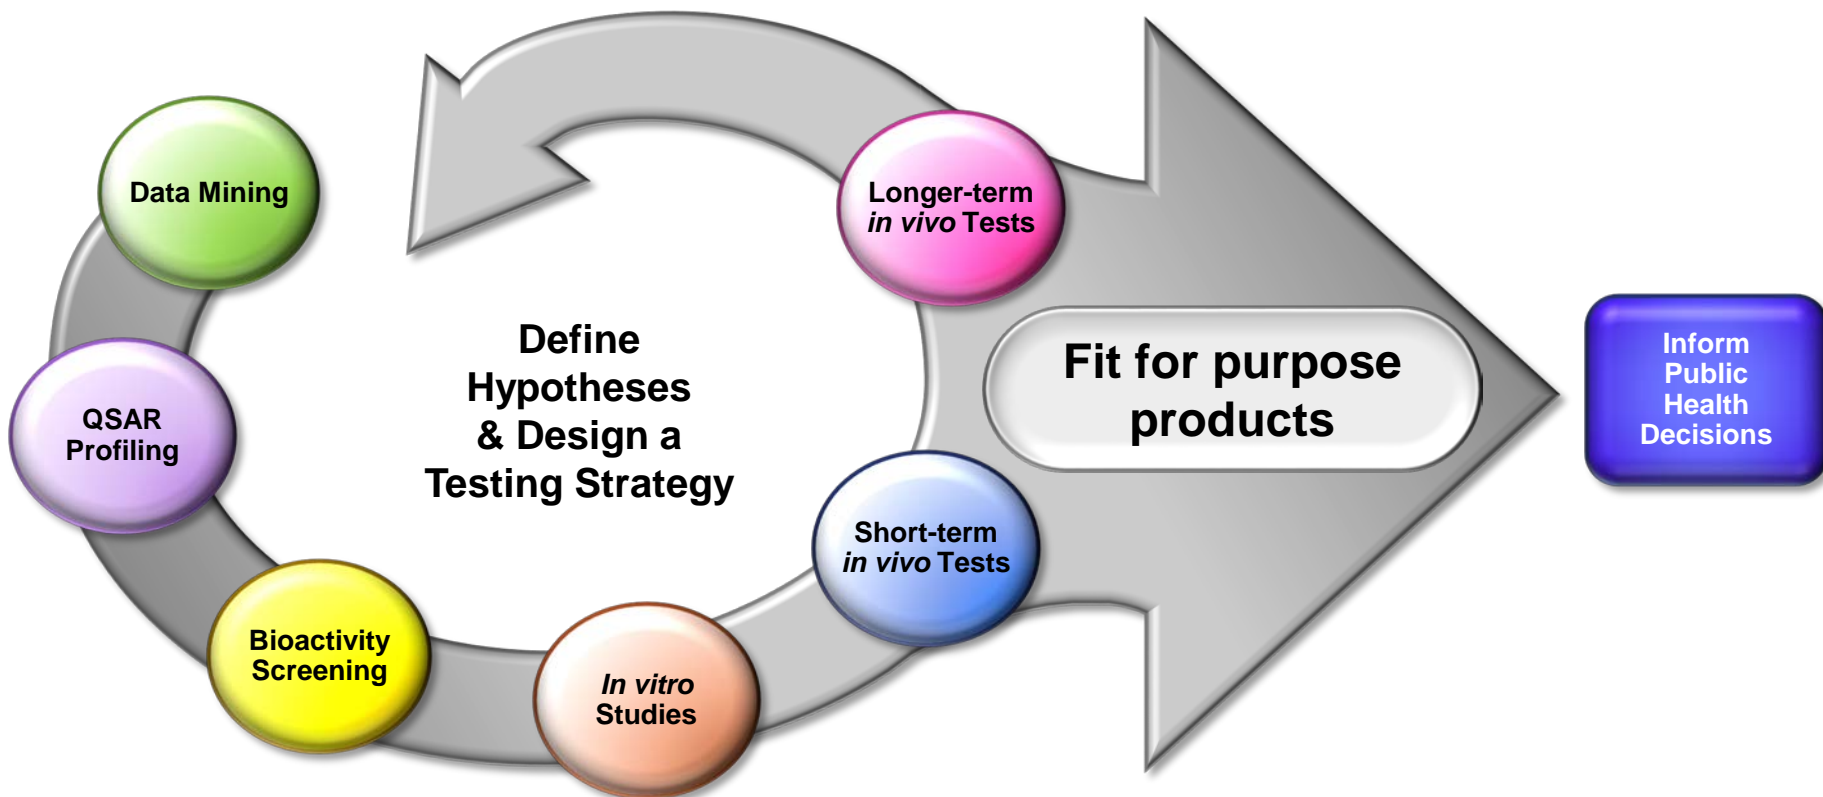 Data Mining
QSAR
Profiling
Bioactivity
Screening
In vitro
Studies
Short-term
in vivo Tests
Longer-term
in vivo Tests
Define
Hypotheses
& Design a
Testing Strategy
Fit for purpose
products
Inform
Public
Health
Decisions